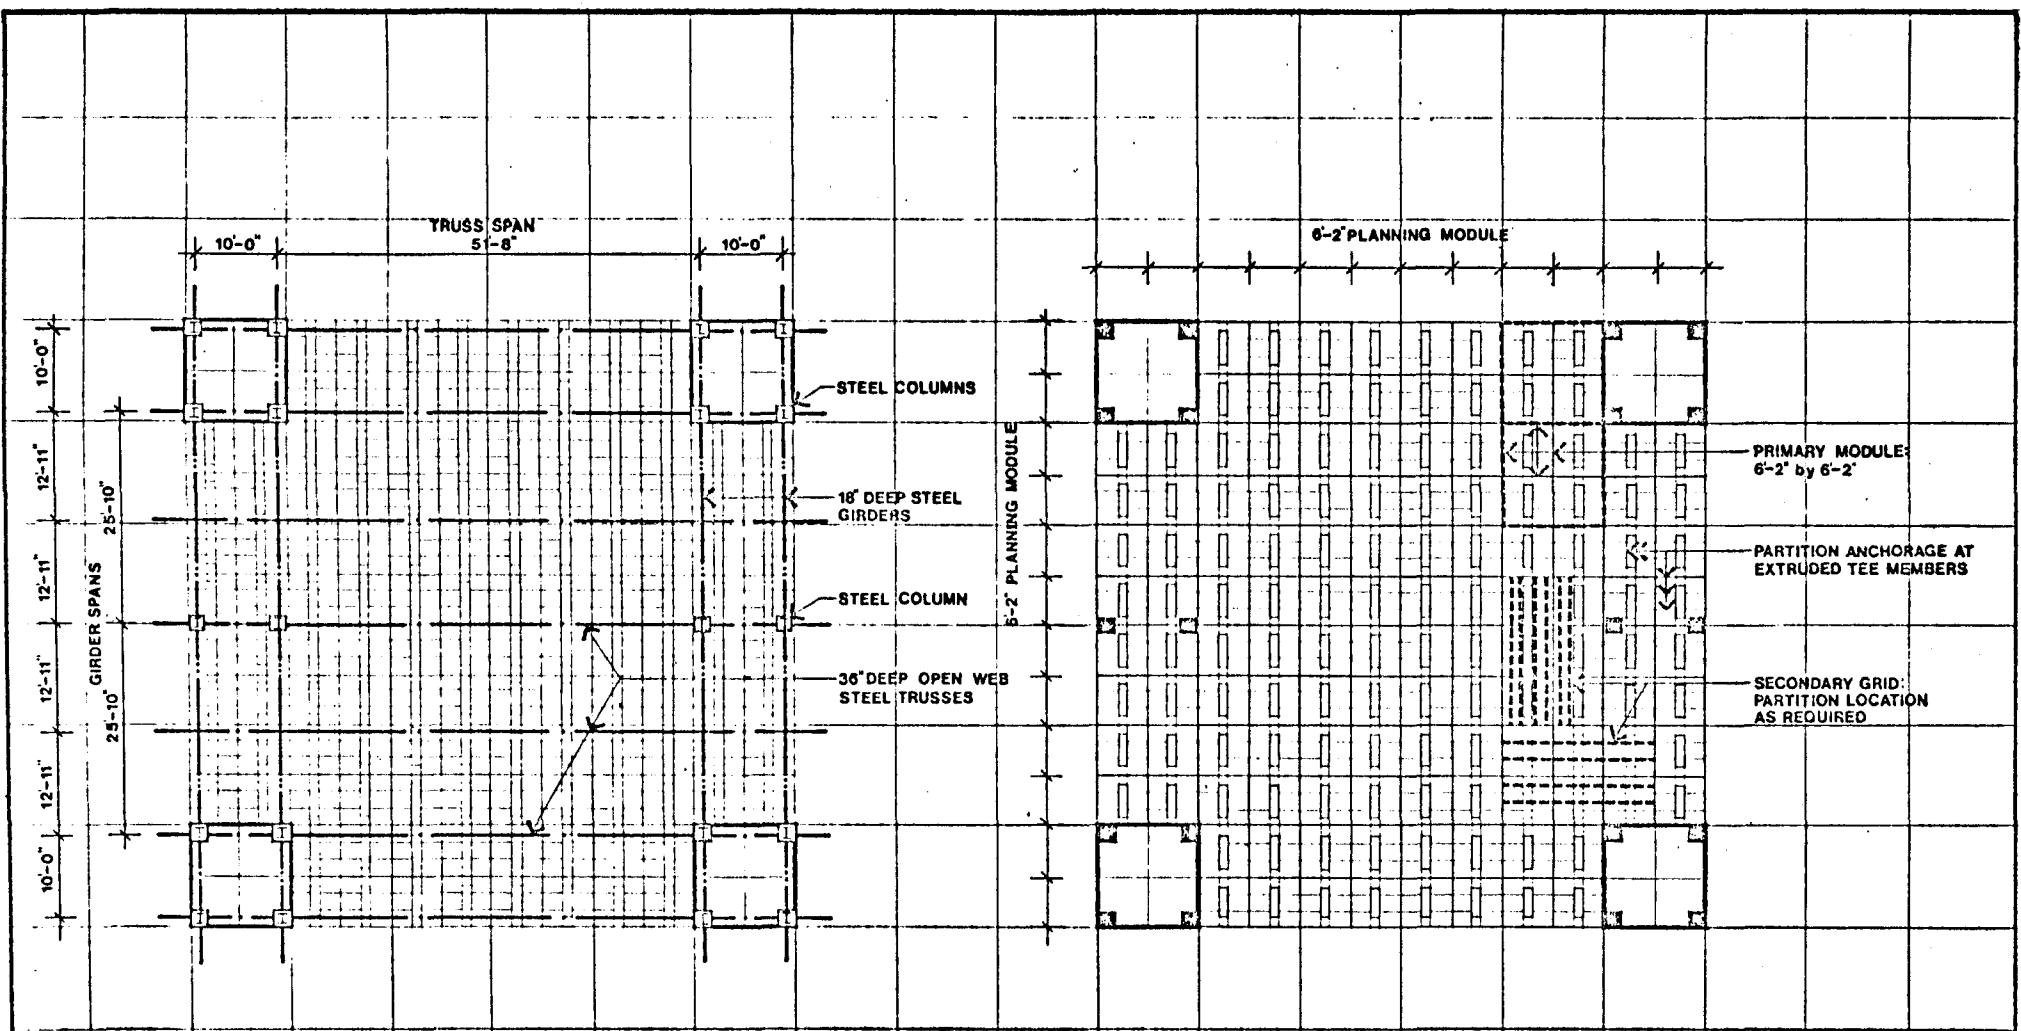 TRUSS SPAN
10'-0" 51'-8" 10'-0"
10'-0"
12'-11"
12'-11"
12'-11"
12'-11"
10'-0"
GIRDER SPANS
25'-10"
25'-10"
STEEL COLUMNS
18" DEEP STEEL
GIRDERS
STEEL COLUMN
36" DEEP OPEN WEB
STEEL TRUSSES
6'-2" PLANNING MODULE
6'-2" PLANNING MODULE
PRIMARY MODULE:
6'-2" by 6'-2"
PARTITION ANCHORAGE AT
EXTRUDED TEE MEMBERS
SECONDARY GRID:
PARTITION LOCATION
AS REQUIRED